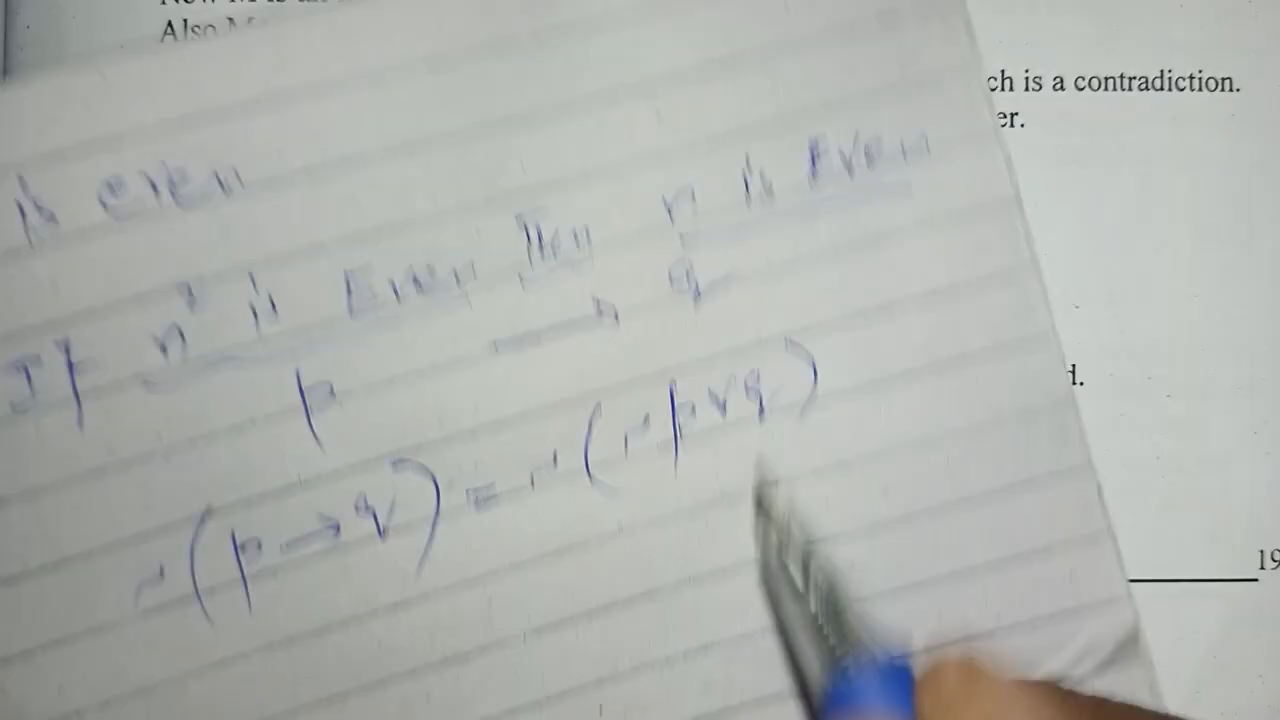 Also
ch is a contradiction.
er.
is even
If n² is Even then n is Even
p → q
d.
~(p→q) = ~(~p∨q)
19